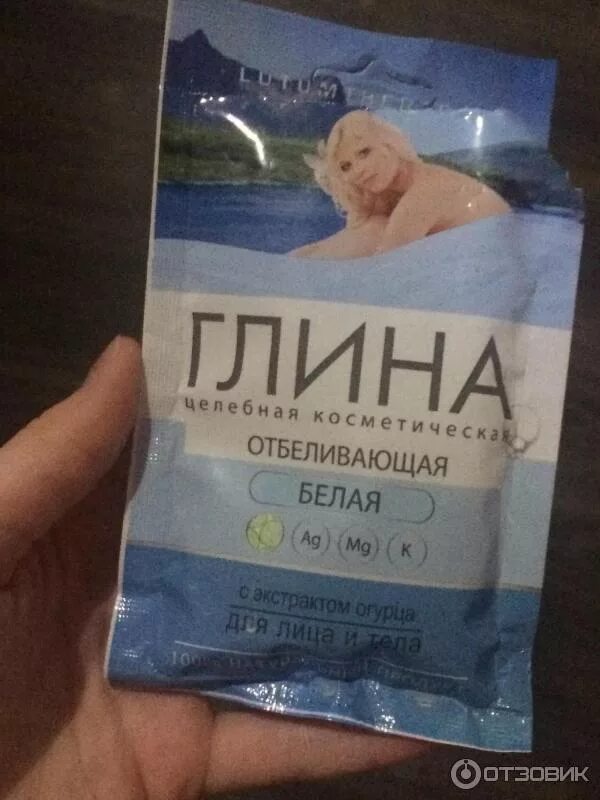 ГЛИНА
целебная косметическая
ОТБЕЛИВАЮЩАЯ
БЕЛАЯ
Ag Mg K
с экстрактом огурца
для лица и тела
ОТЗОВИК